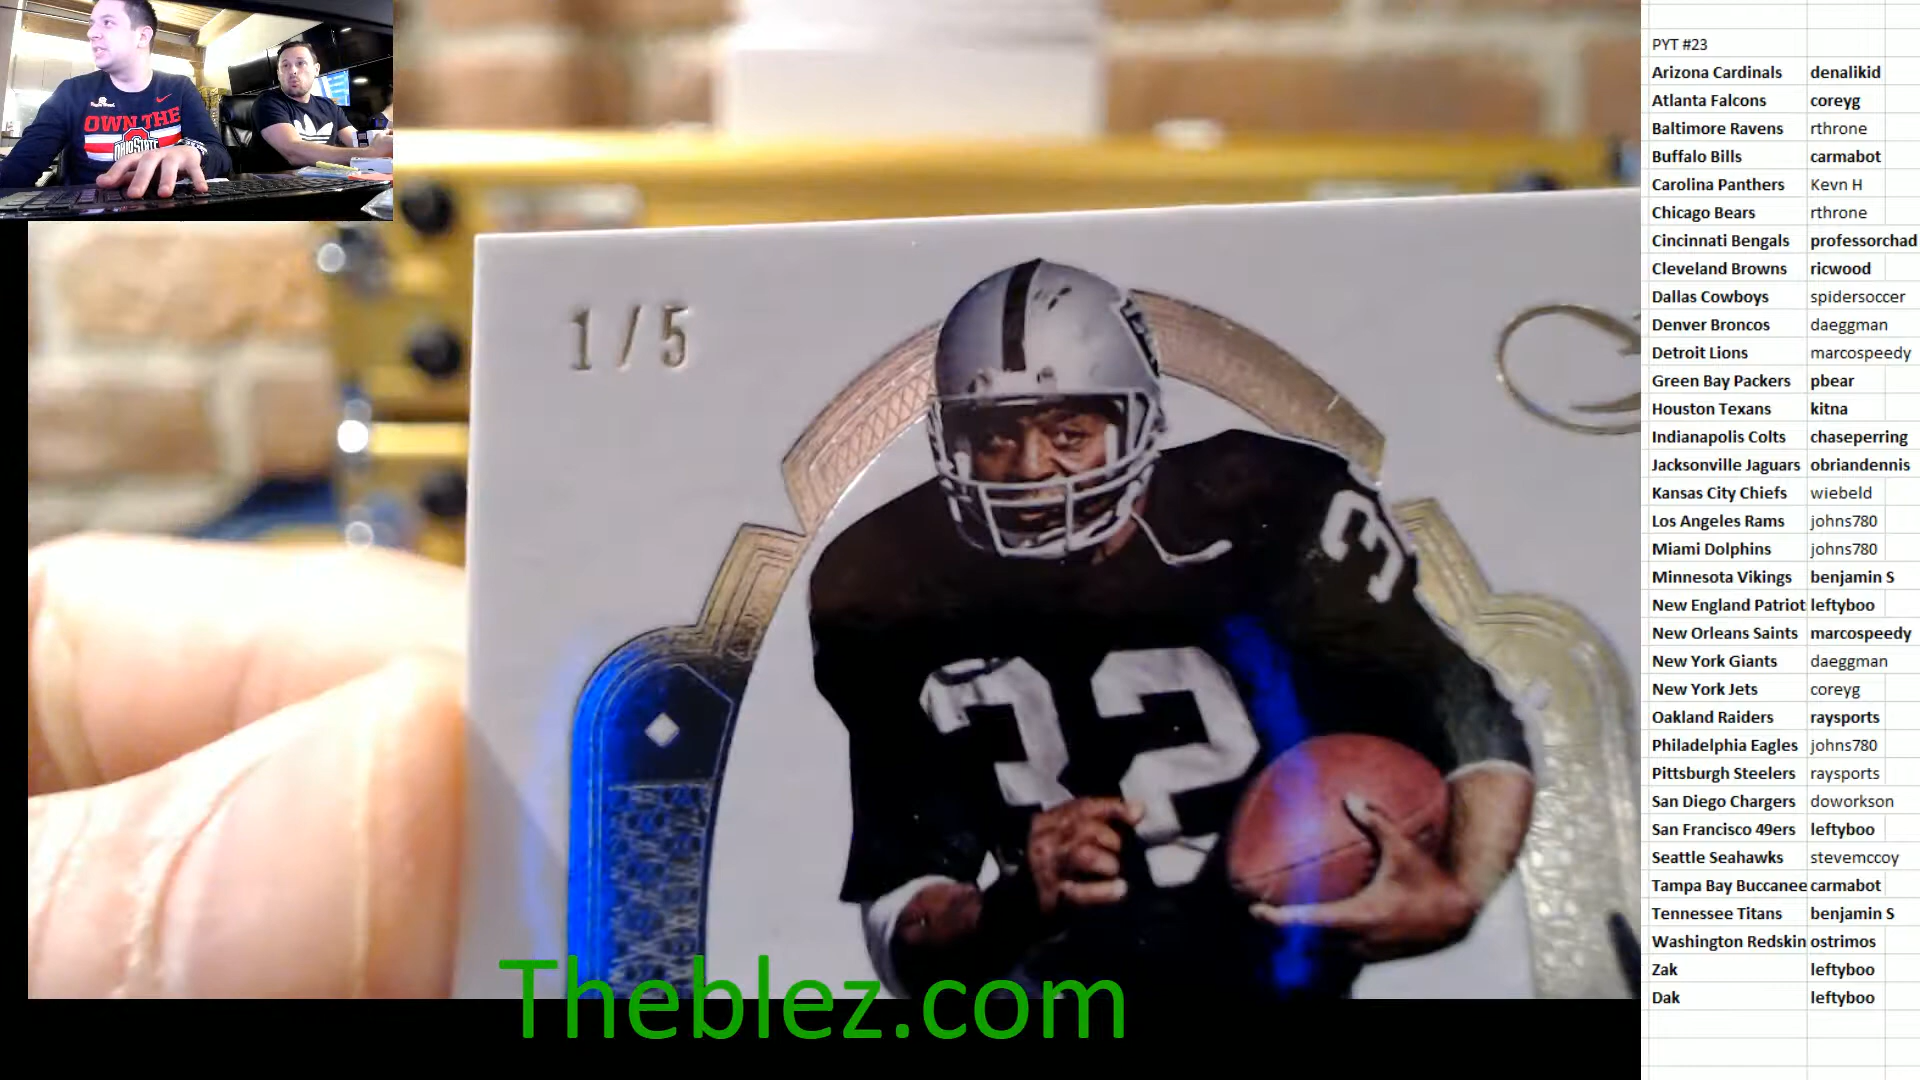 OWN THE
OHIO STATE
1/5
3
32
Theblez.com
PYT #23
Arizona Cardinals denalikid
Atlanta Falcons coreyg
Baltimore Ravens rthrone
Buffalo Bills carmabot
Carolina Panthers Kevn H
Chicago Bears rthrone
Cincinnati Bengals professorchad
Cleveland Browns ricwood
Dallas Cowboys spidersoccer
Denver Broncos daeggman
Detroit Lions marcospeedy
Green Bay Packers pbear
Houston Texans kitna
Indianapolis Colts chaseperring
Jacksonville Jaguars obriandennis
Kansas City Chiefs wiebeld
Los Angeles Rams johns780
Miami Dolphins johns780
Minnesota Vikings benjamin S
New England Patriot leftyboo
New Orleans Saints marcospeedy
New York Giants daeggman
New York Jets coreyg
Oakland Raiders raysports
Philadelphia Eagles johns780
Pittsburgh Steelers raysports
San Diego Chargers doworkson
San Francisco 49ers leftyboo
Seattle Seahawks stevemccoy
Tampa Bay Buccanee carmabot
Tennessee Titans benjamin S
Washington Redskin ostrimos
Zak leftyboo
Dak leftyboo